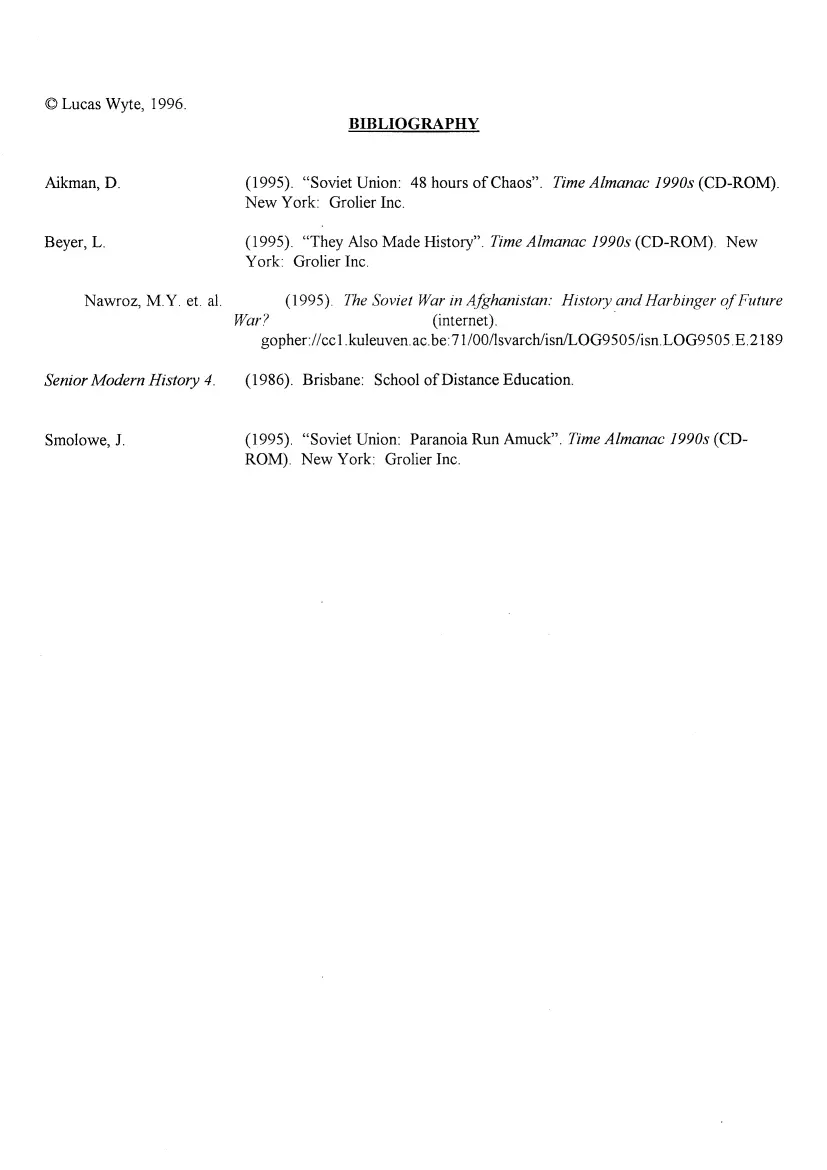 © Lucas Wyte, 1996.
BIBLIOGRAPHY
Aikman, D. (1995). “Soviet Union: 48 hours of Chaos”. Time Almanac 1990s (CD-ROM).
New York: Grolier Inc.
Beyer, L. (1995). “They Also Made History”. Time Almanac 1990s (CD-ROM). New
York: Grolier Inc.
Nawroz, M.Y. et. al. (1995). The Soviet War in Afghanistan: History and Harbinger of Future
War? (internet).
gopher://cc1.kuleuven.ac.be:71/00/lsvarch/isn/LOG9505/isn.LOG9505.E.2189
Senior Modern History 4. (1986). Brisbane: School of Distance Education.
Smolowe, J. (1995). “Soviet Union: Paranoia Run Amuck”. Time Almanac 1990s (CD-
ROM). New York: Grolier Inc.